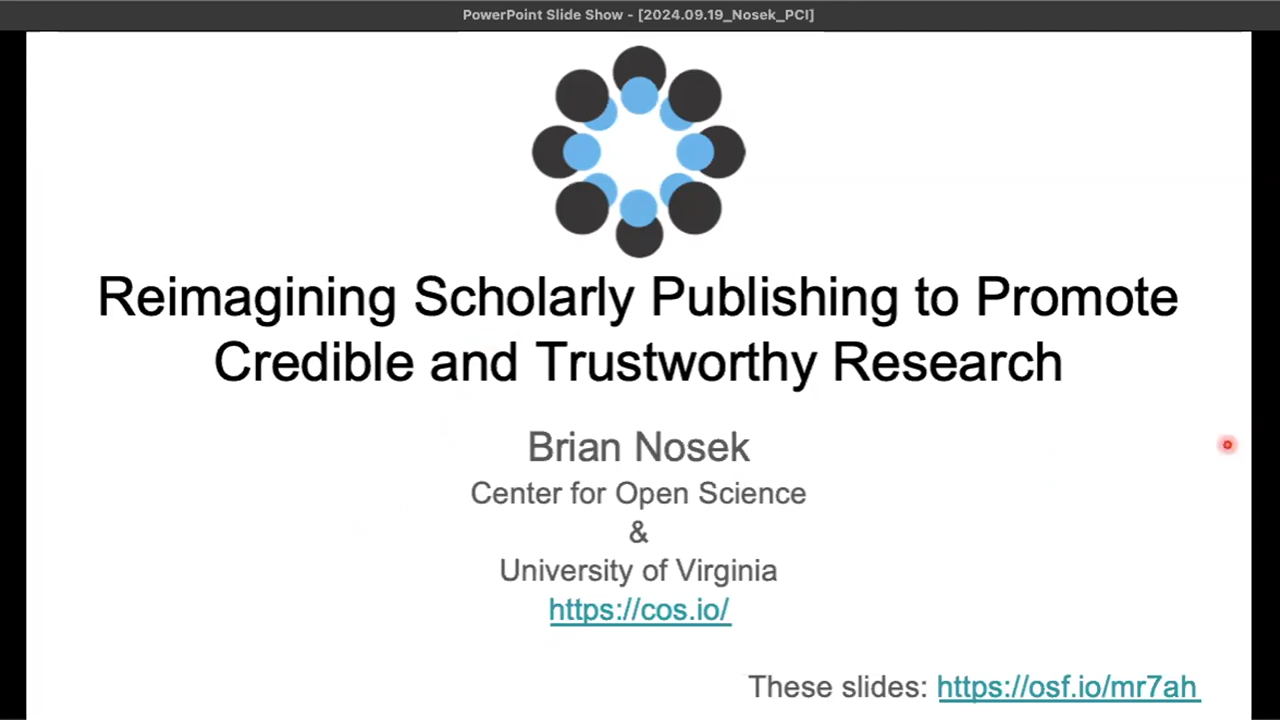 PowerPoint Slide Show - [2024.09.19_Nosek_PCI]
Reimagining Scholarly Publishing to Promote
Credible and Trustworthy Research
Brian Nosek
Center for Open Science
&
University of Virginia
https://cos.io/
These slides: https://osf.io/mr7ah